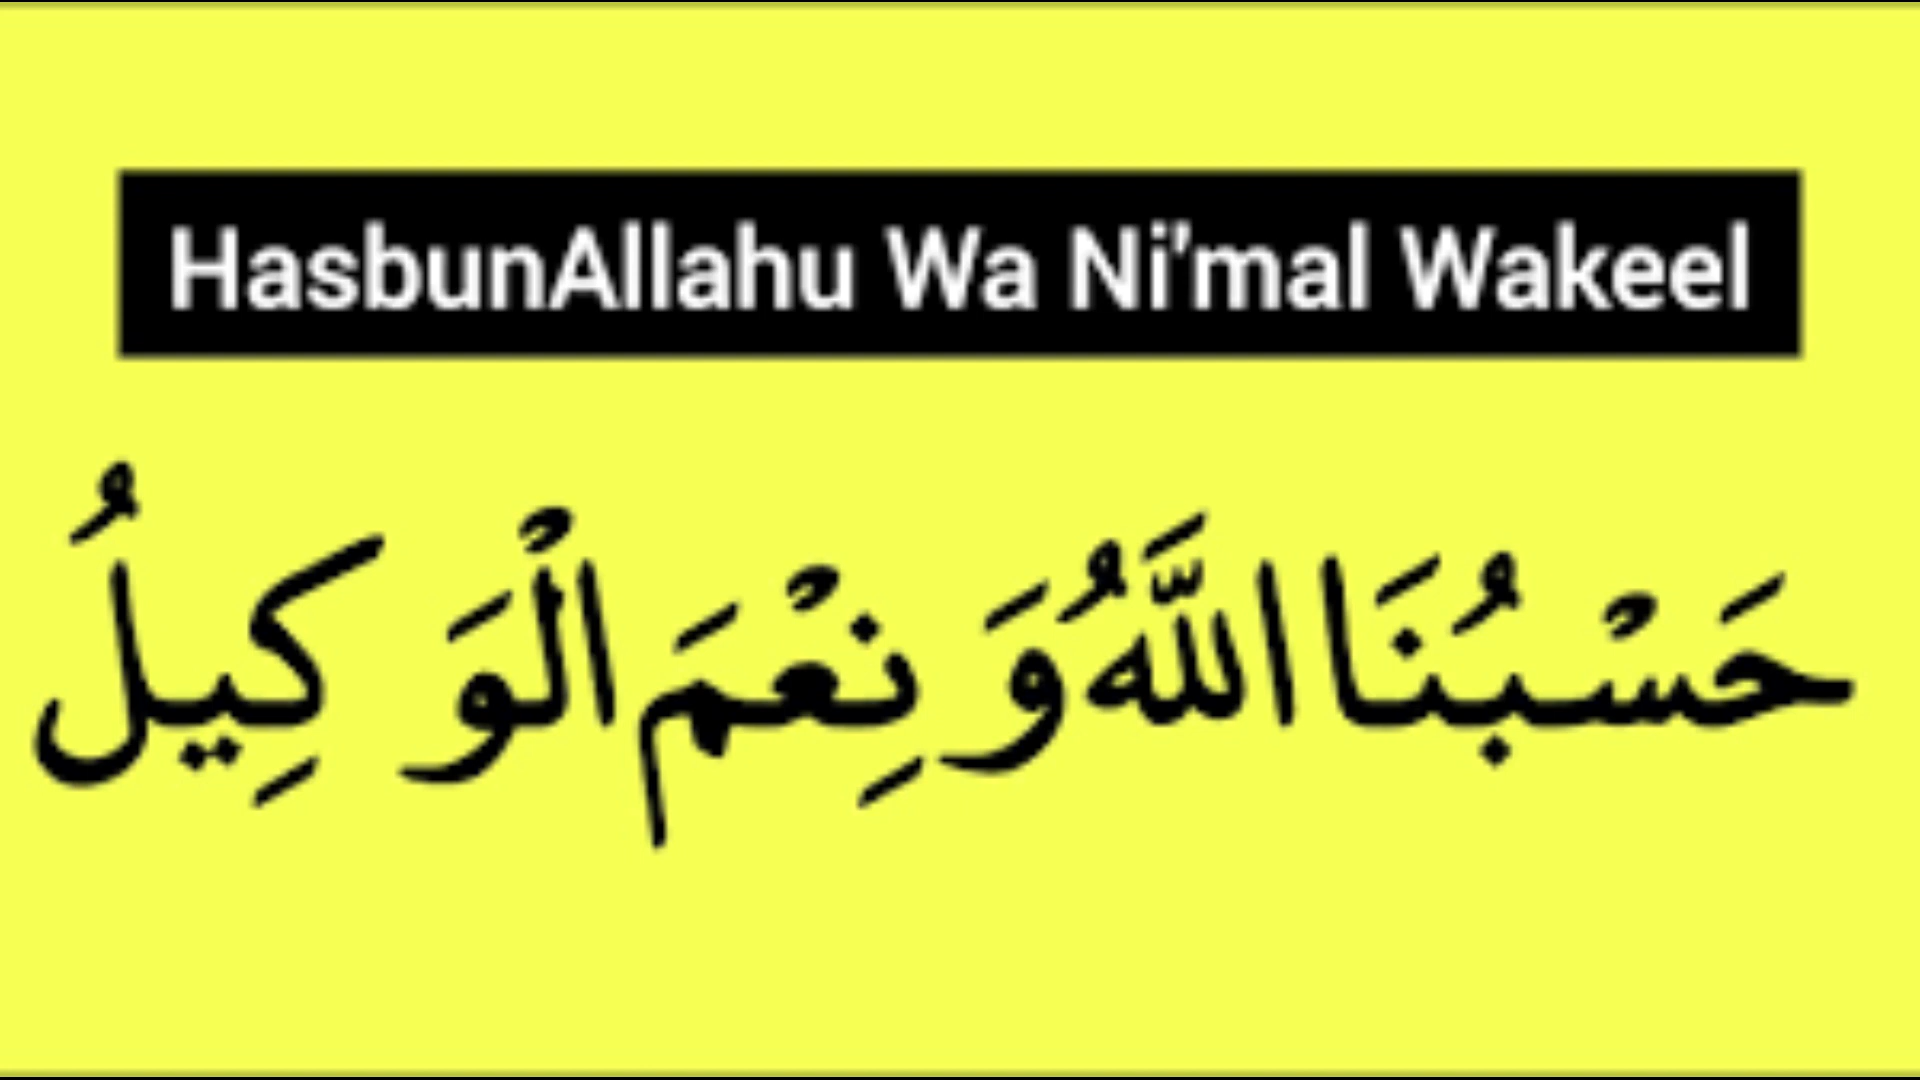 HasbunAllahu Wa Ni'mal Wakeel
حَسْبُنَا اللَّهُ وَنِعْمَ الْوَكِيلُ